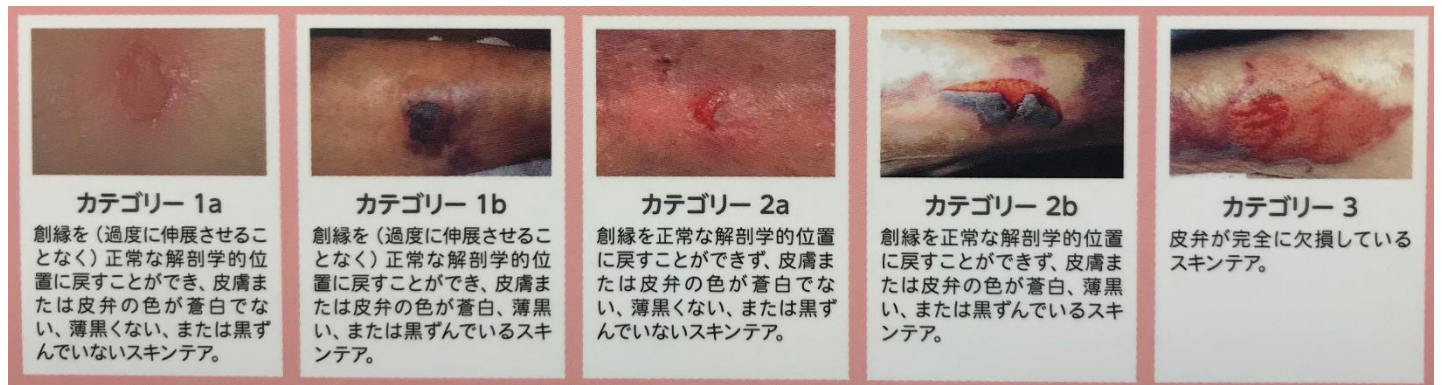 カテゴリー 1a
創縁を（過度に伸展させるこ
となく）正常な解剖学的位
置に戻すことができ、皮膚ま
たは皮弁の色が蒼白でな
い、薄黒くない、または黒ず
んでいないスキンテア。
カテゴリー 1b
創縁を（過度に伸展させるこ
となく）正常な解剖学的位
置に戻すことができ、皮膚ま
たは皮弁の色が蒼白、薄黒
い、または黒ずんでいるスキ
ンテア。
カテゴリー 2a
創縁を正常な解剖学的位置
に戻すことができず、皮膚ま
たは皮弁の色が蒼白でな
い、薄黒くない、または黒ず
んでいないスキンテア。
カテゴリー 2b
創縁を正常な解剖学的位置
に戻すことができず、皮膚ま
たは皮弁の色が蒼白、薄黒
い、または黒ずんでいるスキ
ンテア。
カテゴリー 3
皮弁が完全に欠損している
スキンテア。